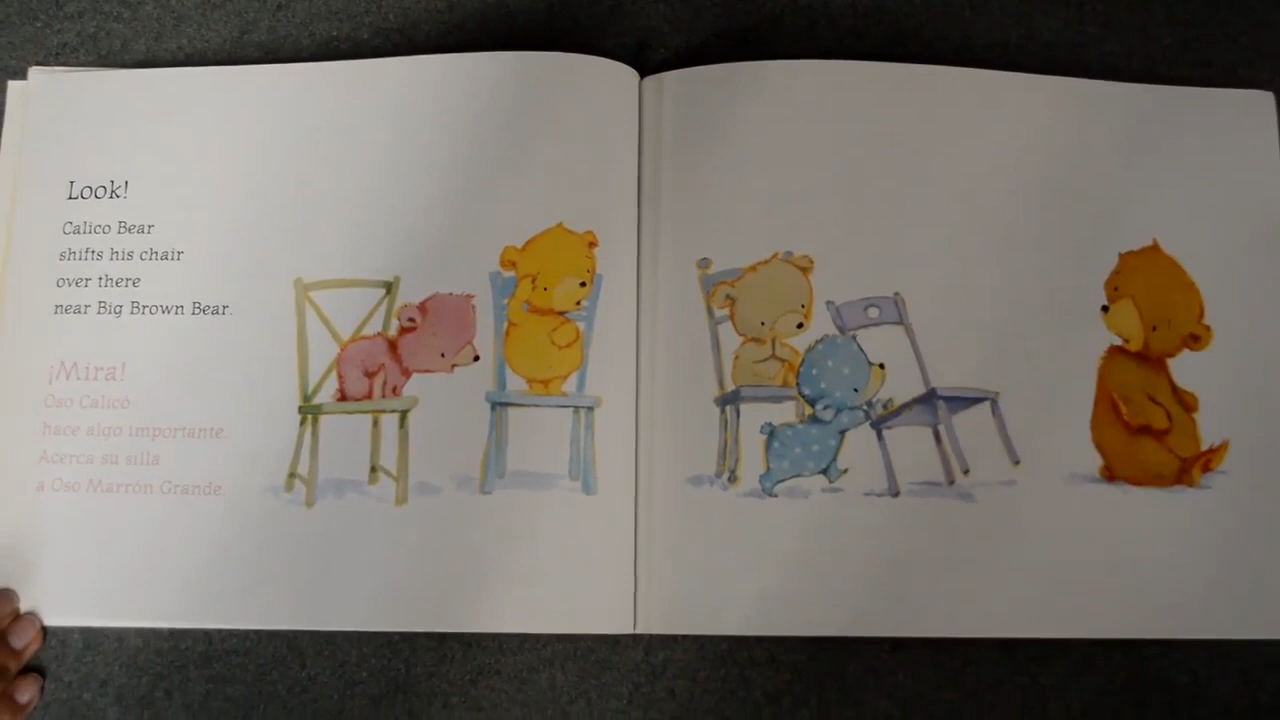 Look!
Calico Bear
shifts his chair
over there
near Big Brown Bear.
¡Mira!
Oso Calicó
hace algo importante.
Acerca su silla
a Oso Marrón Grande.